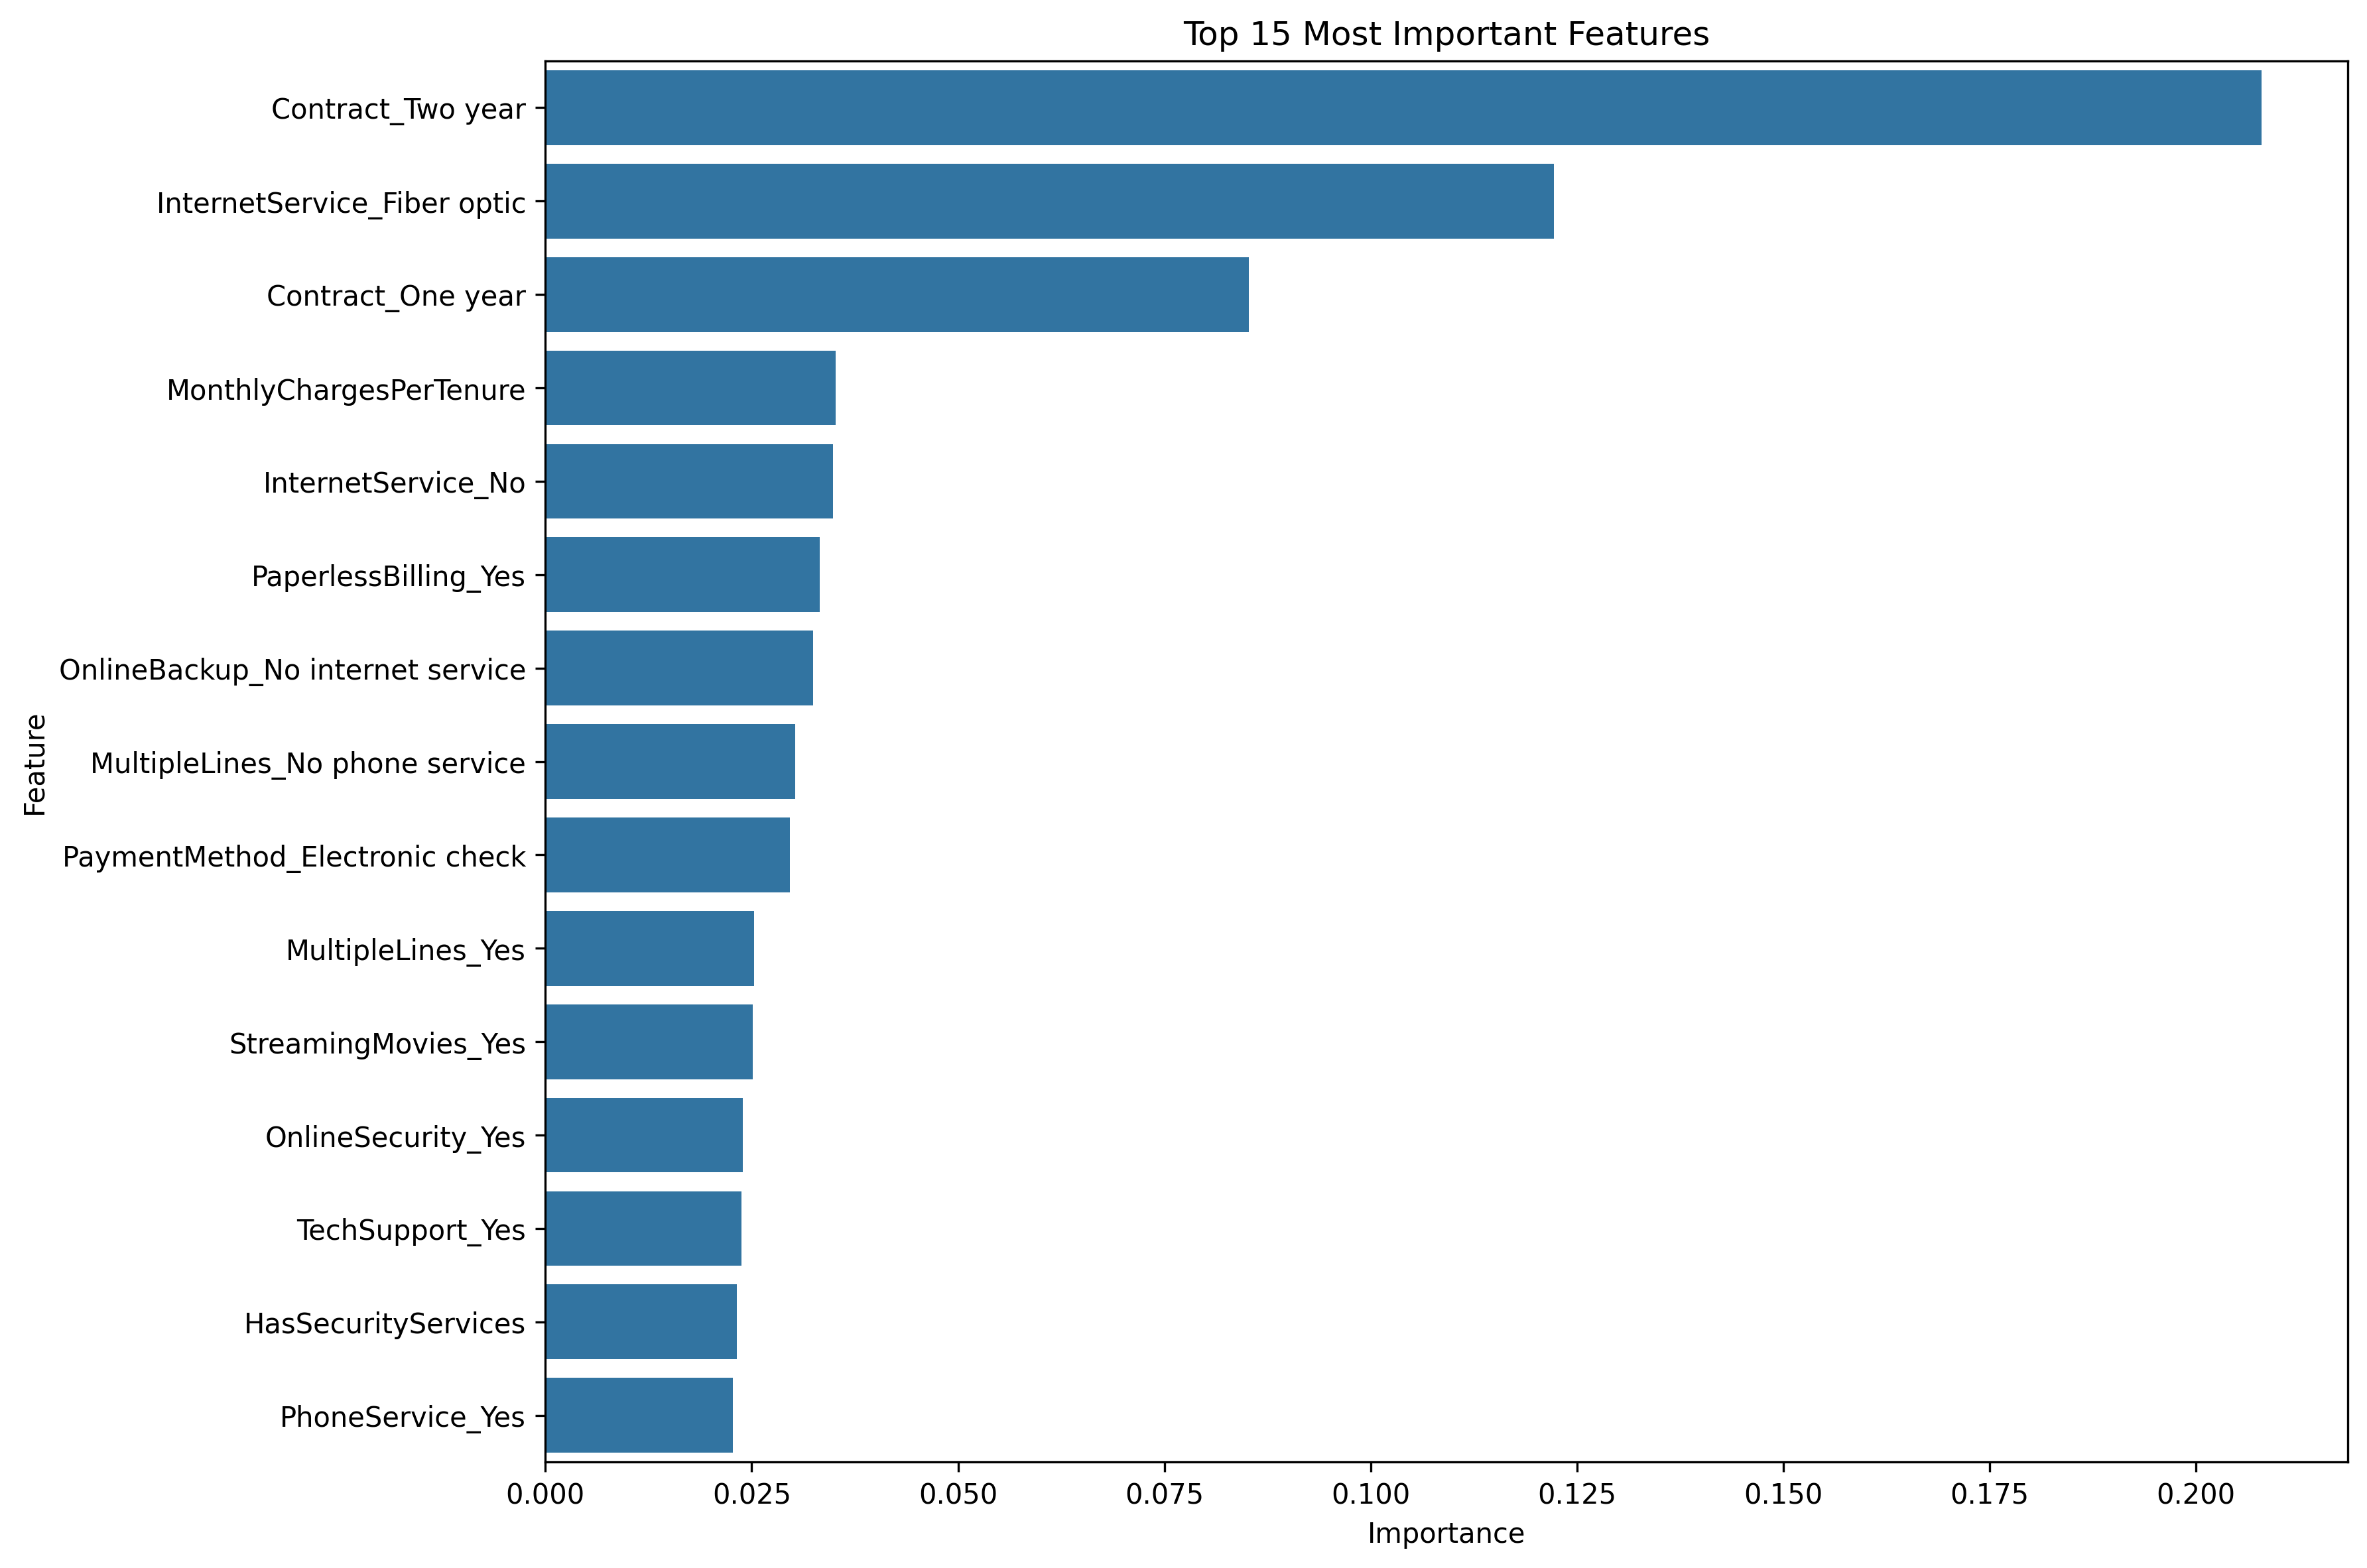 Top 15 Most Important Features
Contract_Two year
InternetService_Fiber optic
Contract_One year
MonthlyChargesPerTenure
InternetService_No
PaperlessBilling_Yes
OnlineBackup_No internet service
MultipleLines_No phone service
PaymentMethod_Electronic check
MultipleLines_Yes
StreamingMovies_Yes
OnlineSecurity_Yes
TechSupport_Yes
HasSecurityServices
PhoneService_Yes
Feature
0.000 0.025 0.050 0.075 0.100 0.125 0.150 0.175 0.200
Importance